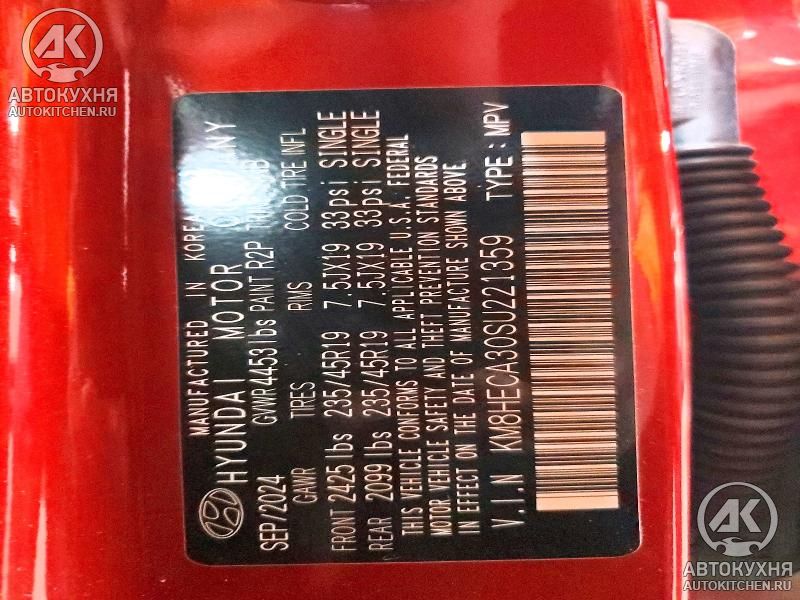 АВТОКУХНЯ
AUTOKITCHEN.RU
MANUFACTURED IN KOREA
HYUNDAI MOTOR
SEP/2024 GVWR 4453 lbs PAINT R2P
GAWR TIRES RIMS COLD TIRE INFL
FRONT 2425 lbs 235/45R19 7.5JX19 33psi SINGLE
REAR 2099 lbs 235/45R19 7.5JX19 33psi SINGLE
THIS VEHICLE CONFORMS TO ALL APPLICABLE U.S.A. FEDERAL
MOTOR VEHICLE SAFETY AND THEFT PREVENTION STANDARDS
IN EFFECT ON THE DATE OF MANUFACTURE SHOWN ABOVE.
V.I.N KM8HECA30SU221359 TYPE : MPV
АВТОКУХНЯ
AUTOKITCHEN.RU